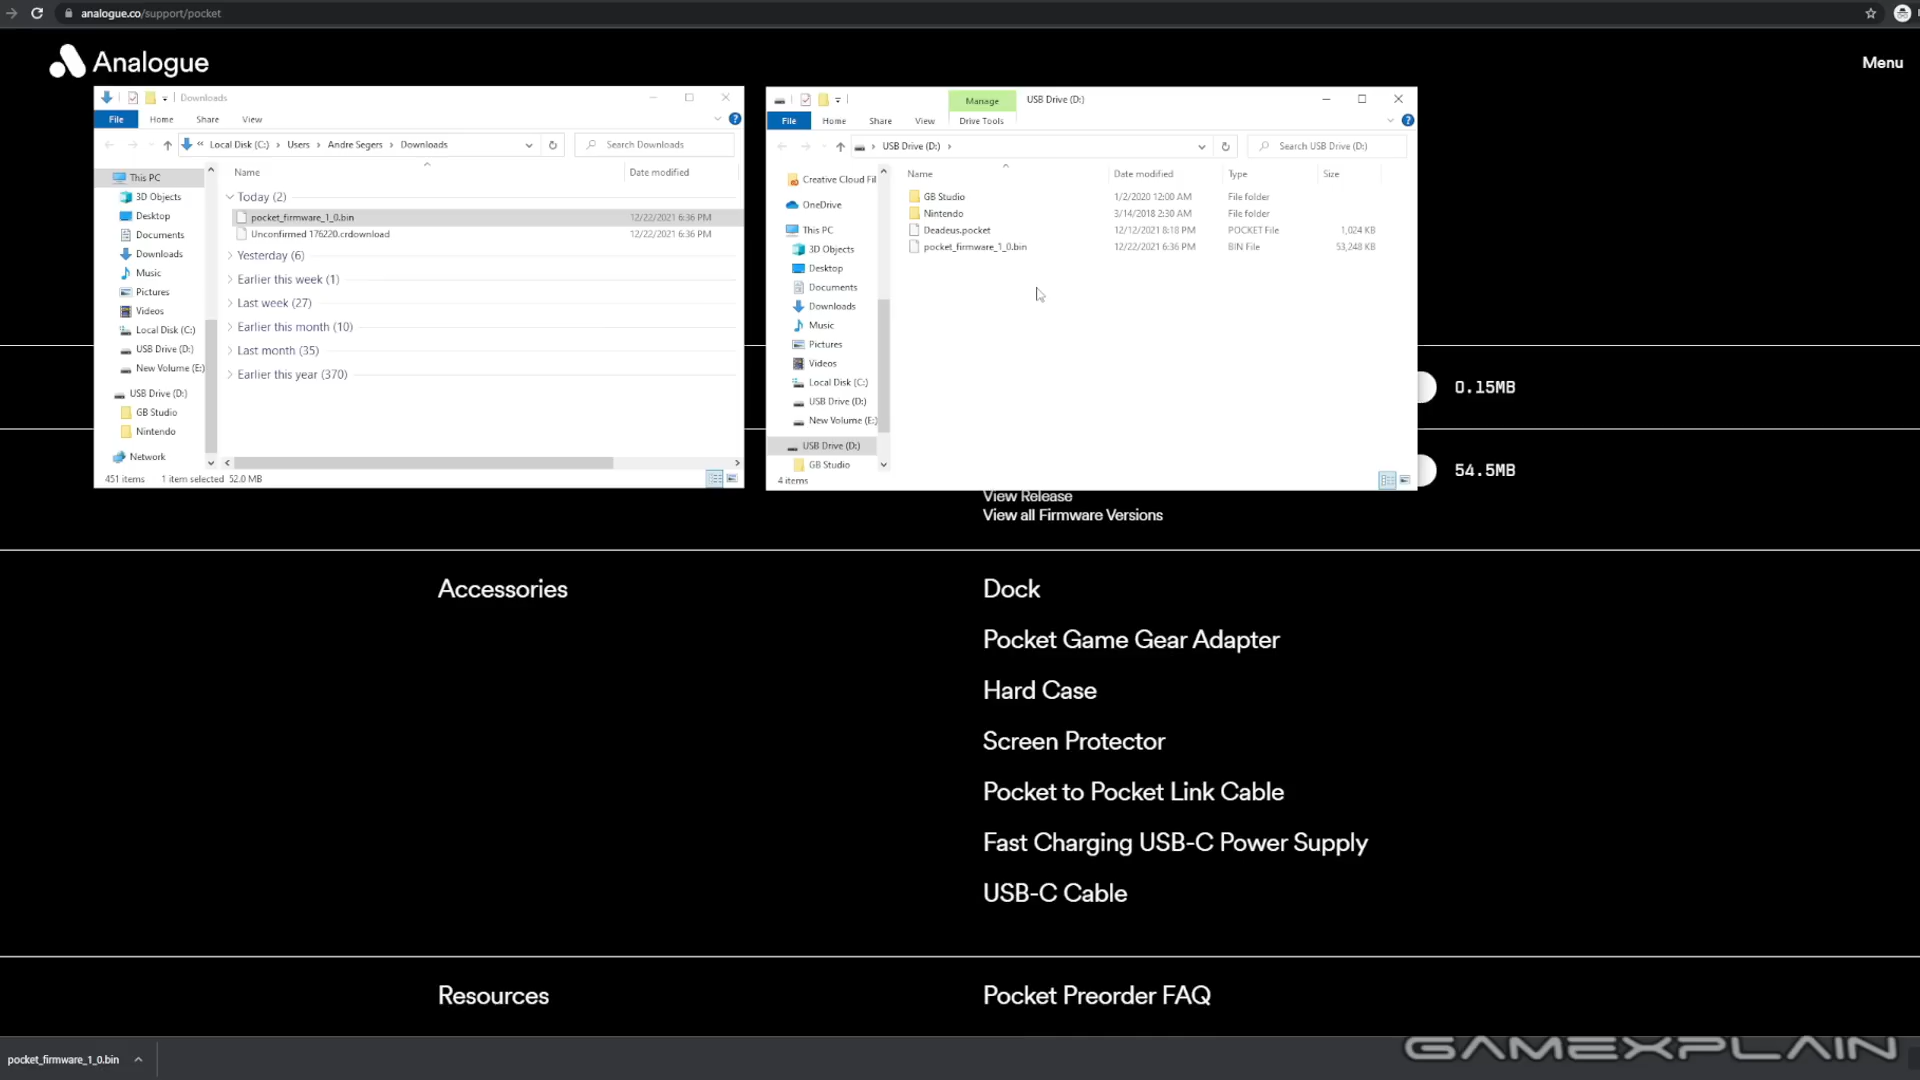 analogue.co/support/pocket
Analogue
Menu
Downloads
File Home Share View
Local Disk (C:) Users Andre Segers Downloads
Search Downloads
Name Date modified
This PC
3D Objects
Desktop
Documents
Downloads
Music
Pictures
Videos
Local Disk (C:)
USB Drive (D:)
New Volume (E:)
USB Drive (D:)
GB Studio
Nintendo
Network
Today (2)
pocket_firmware_1_0.bin 12/22/2021 6:36 PM
Unconfirmed 176220.crdownload 12/22/2021 6:36 PM
Yesterday (6)
Earlier this week (1)
Last week (27)
Earlier this month (10)
Last month (35)
Earlier this year (370)
451 items 1 item selected 52.0 MB
Manage USB Drive (D:)
File Home Share View Drive Tools
USB Drive (D:)
Search USB Drive (D:)
Name Date modified Type Size
Creative Cloud Fil
OneDrive
This PC
3D Objects
Desktop
Documents
Downloads
Music
Pictures
Videos
Local Disk (C:)
USB Drive (D:)
New Volume (E:)
USB Drive (D:)
GB Studio
GB Studio 1/2/2020 12:00 AM File folder
Nintendo 3/14/2018 2:30 AM File folder
Deadeus.pocket 12/12/2021 8:18 PM POCKET File 1,024 KB
pocket_firmware_1_0.bin 12/22/2021 6:36 PM BIN File 53,248 KB
4 items
0.15MB
54.5MB
View Release
View all Firmware Versions
Accessories
Dock
Pocket Game Gear Adapter
Hard Case
Screen Protector
Pocket to Pocket Link Cable
Fast Charging USB-C Power Supply
USB-C Cable
Resources
Pocket Preorder FAQ
pocket_firmware_1_0.bin
GAMEXPLAIN